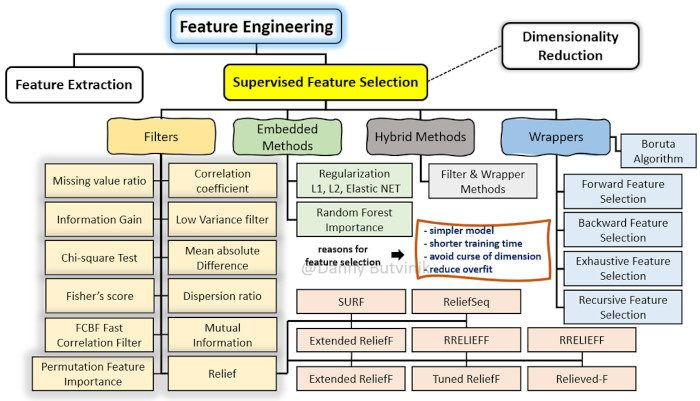 Feature Engineering
Dimensionality
Reduction
Feature Extraction
Supervised Feature Selection
Filters
Embedded
Methods
Hybrid Methods
Wrappers
Boruta
Algorithm
Missing value ratio
Correlation
coefficient
Regularization
L1, L2, Elastic NET
Filter & Wrapper
Methods
Forward Feature
Selection
Information Gain
Low Variance filter
Random Forest
Importance
Backward Feature
Selection
Chi-square Test
Mean absolute
Difference
reasons for
feature selection
- simpler model
- shorter training time
- avoid curse of dimension
- reduce overfit
@Danny Butvinik
Exhaustive Feature
Selection
Fisher's score
Dispersion ratio
SURF
ReliefSeq
Recursive Feature
Selection
FCBF Fast
Correlation Filter
Mutual
Information
Extended ReliefF
RRELIEFF
RRELIEFF
Permutation Feature
Importance
Relief
Extended ReliefF
Tuned ReliefF
Relieved-F